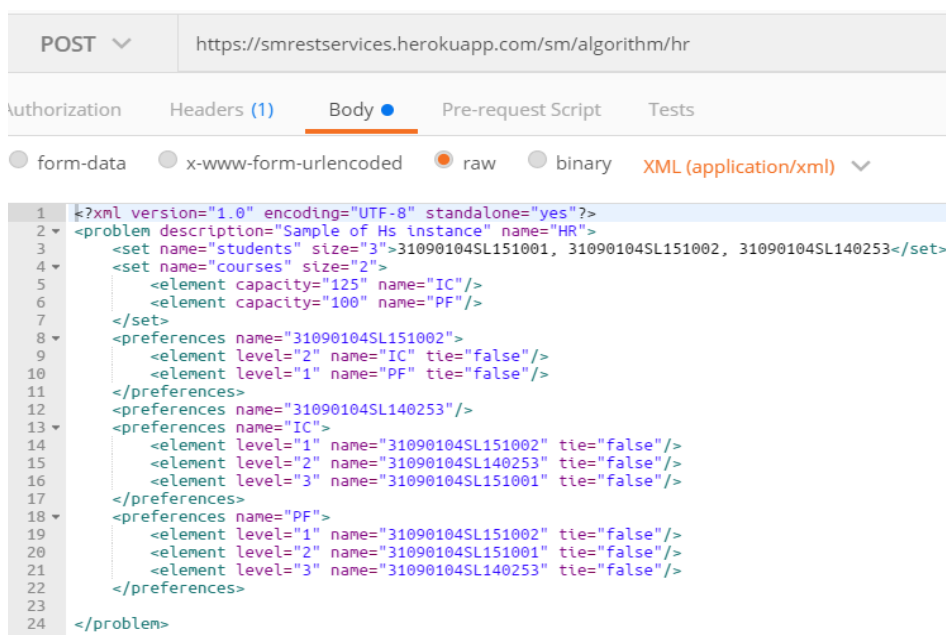 POST https://smrestservices.herokuapp.com/sm/algorithm/hr
Authorization Headers (1) Body Pre-request Script Tests
form-data x-www-form-urlencoded raw binary XML (application/xml)
1 <?xml version="1.0" encoding="UTF-8" standalone="yes"?>
2 <problem description="Sample of Hs instance" name="HR">
3 <set name="students" size="3">31090104SL151001, 31090104SL151002, 31090104SL140253</set>
4 <set name="courses" size="2">
5 <element capacity="125" name="IC"/>
6 <element capacity="100" name="PF"/>
7 </set>
8 <preferences name="31090104SL151002">
9 <element level="2" name="IC" tie="false"/>
10 <element level="1" name="PF" tie="false"/>
11 </preferences>
12 <preferences name="31090104SL140253"/>
13 <preferences name="IC">
14 <element level="1" name="31090104SL151002" tie="false"/>
15 <element level="2" name="31090104SL140253" tie="false"/>
16 <element level="3" name="31090104SL151001" tie="false"/>
17 </preferences>
18 <preferences name="PF">
19 <element level="1" name="31090104SL151002" tie="false"/>
20 <element level="2" name="31090104SL151001" tie="false"/>
21 <element level="3" name="31090104SL140253" tie="false"/>
22 </preferences>
23
24 </problem>